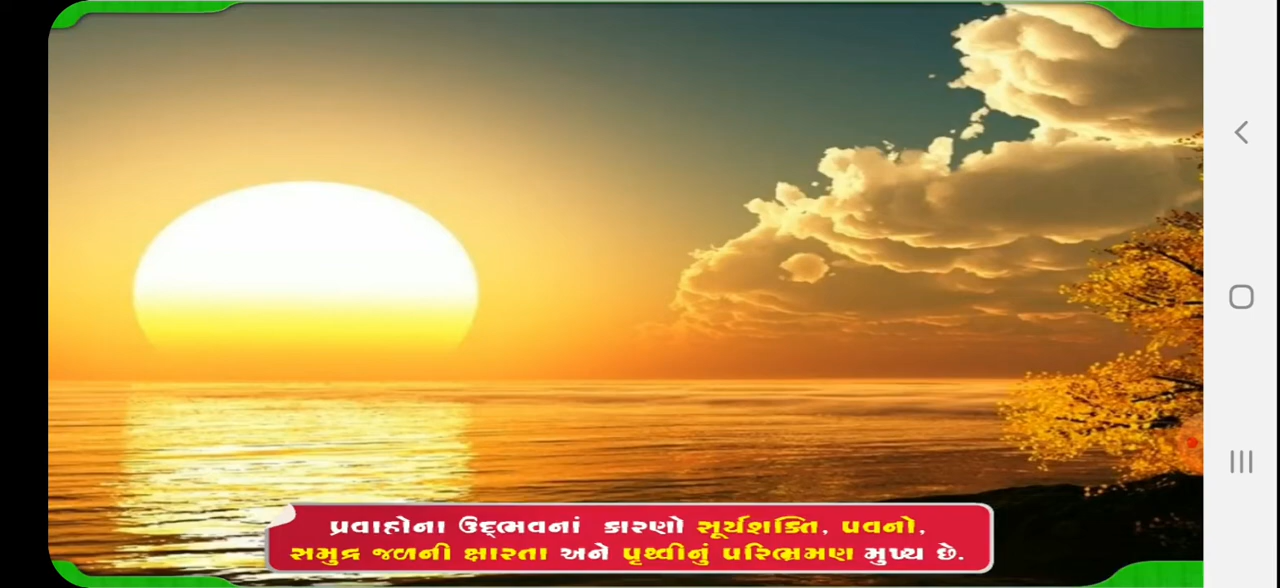 પ્રવાહોના ઉદ્‌ભવનાં કારણો સૂર્યશક્તિ, પવનો,
સમુદ્ર જળની ક્ષારતા અને પૃથ્વીનું પરિભ્રમણ મુખ્ય છે.